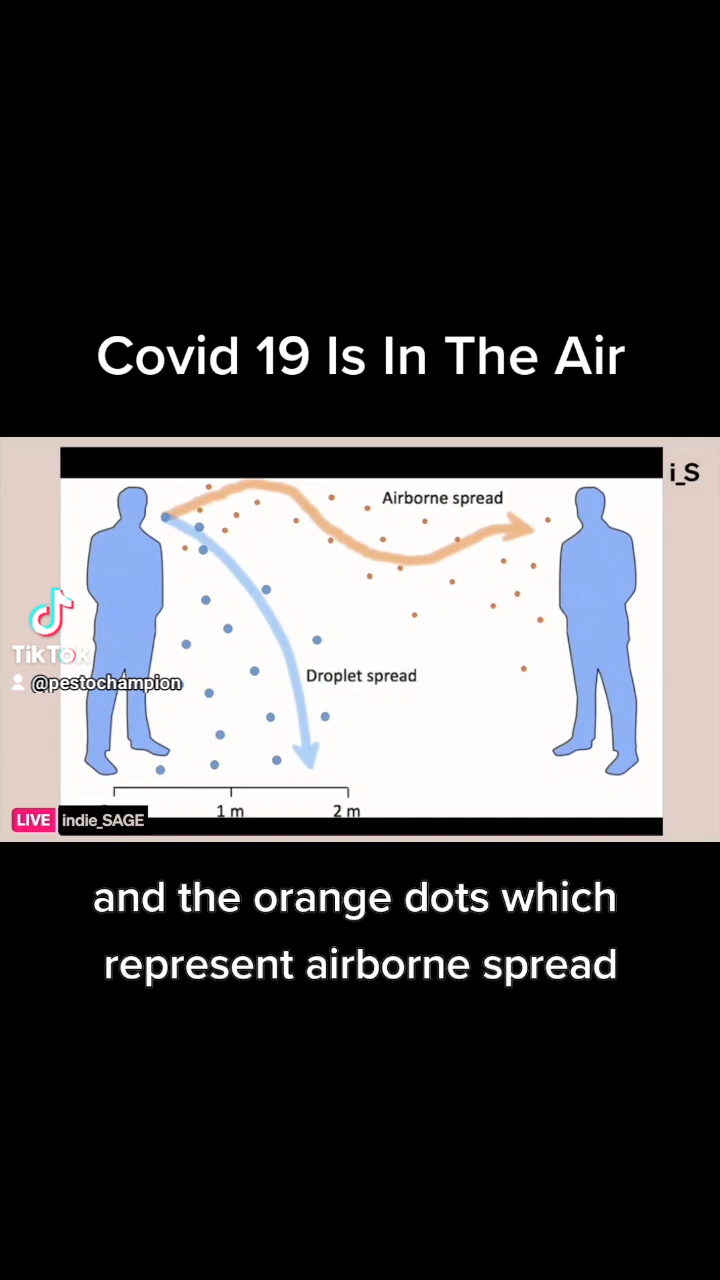 Covid 19 Is In The Air
i_S
Airborne spread
TikTok
@pestochampion
Droplet spread
1 m
2 m
LIVE indie_SAGE
and the orange dots which
represent airborne spread